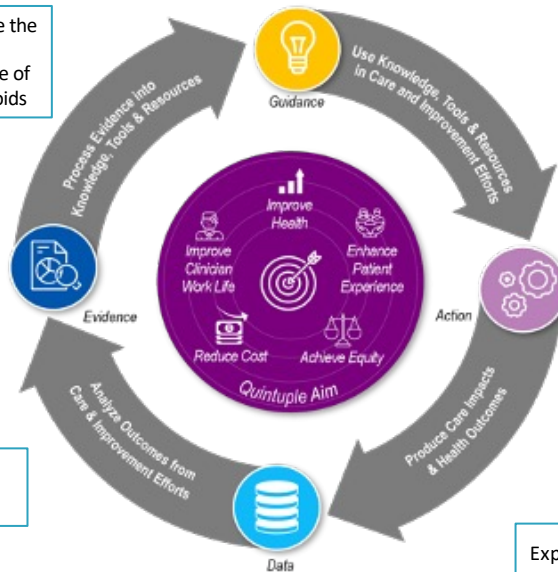 e the
e of
oids
Process Evidence into
Knowledge, Tools & Resources
Guidance
Use Knowledge, Tools & Resources
in Care and Improvement Efforts
Improve
Health
Improve
Clinician
Work Life
Enhance
Patient
Experience
Evidence
Action
Reduce Cost
Achieve Equity
Quintuple Aim
Analyze Outcomes from
Care & Improvement Efforts
Produce Care Impacts
& Health Outcomes
Data
Exp